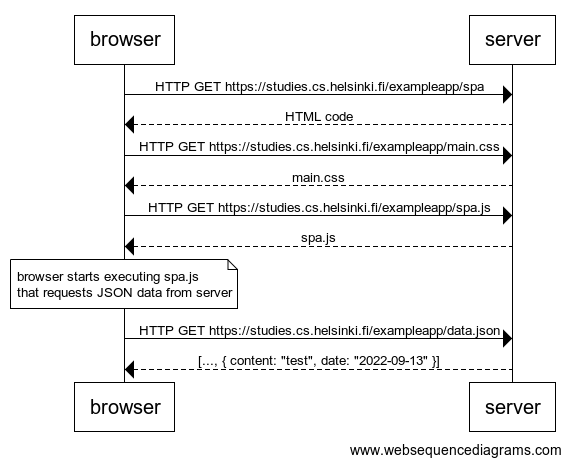 browser
server
HTTP GET https://studies.cs.helsinki.fi/exampleapp/spa
HTML code
HTTP GET https://studies.cs.helsinki.fi/exampleapp/main.css
main.css
HTTP GET https://studies.cs.helsinki.fi/exampleapp/spa.js
spa.js
browser starts executing spa.js
that requests JSON data from server
HTTP GET https://studies.cs.helsinki.fi/exampleapp/data.json
[..., { content: "test", date: "2022-09-13" }]
browser
server
www.websequencediagrams.com